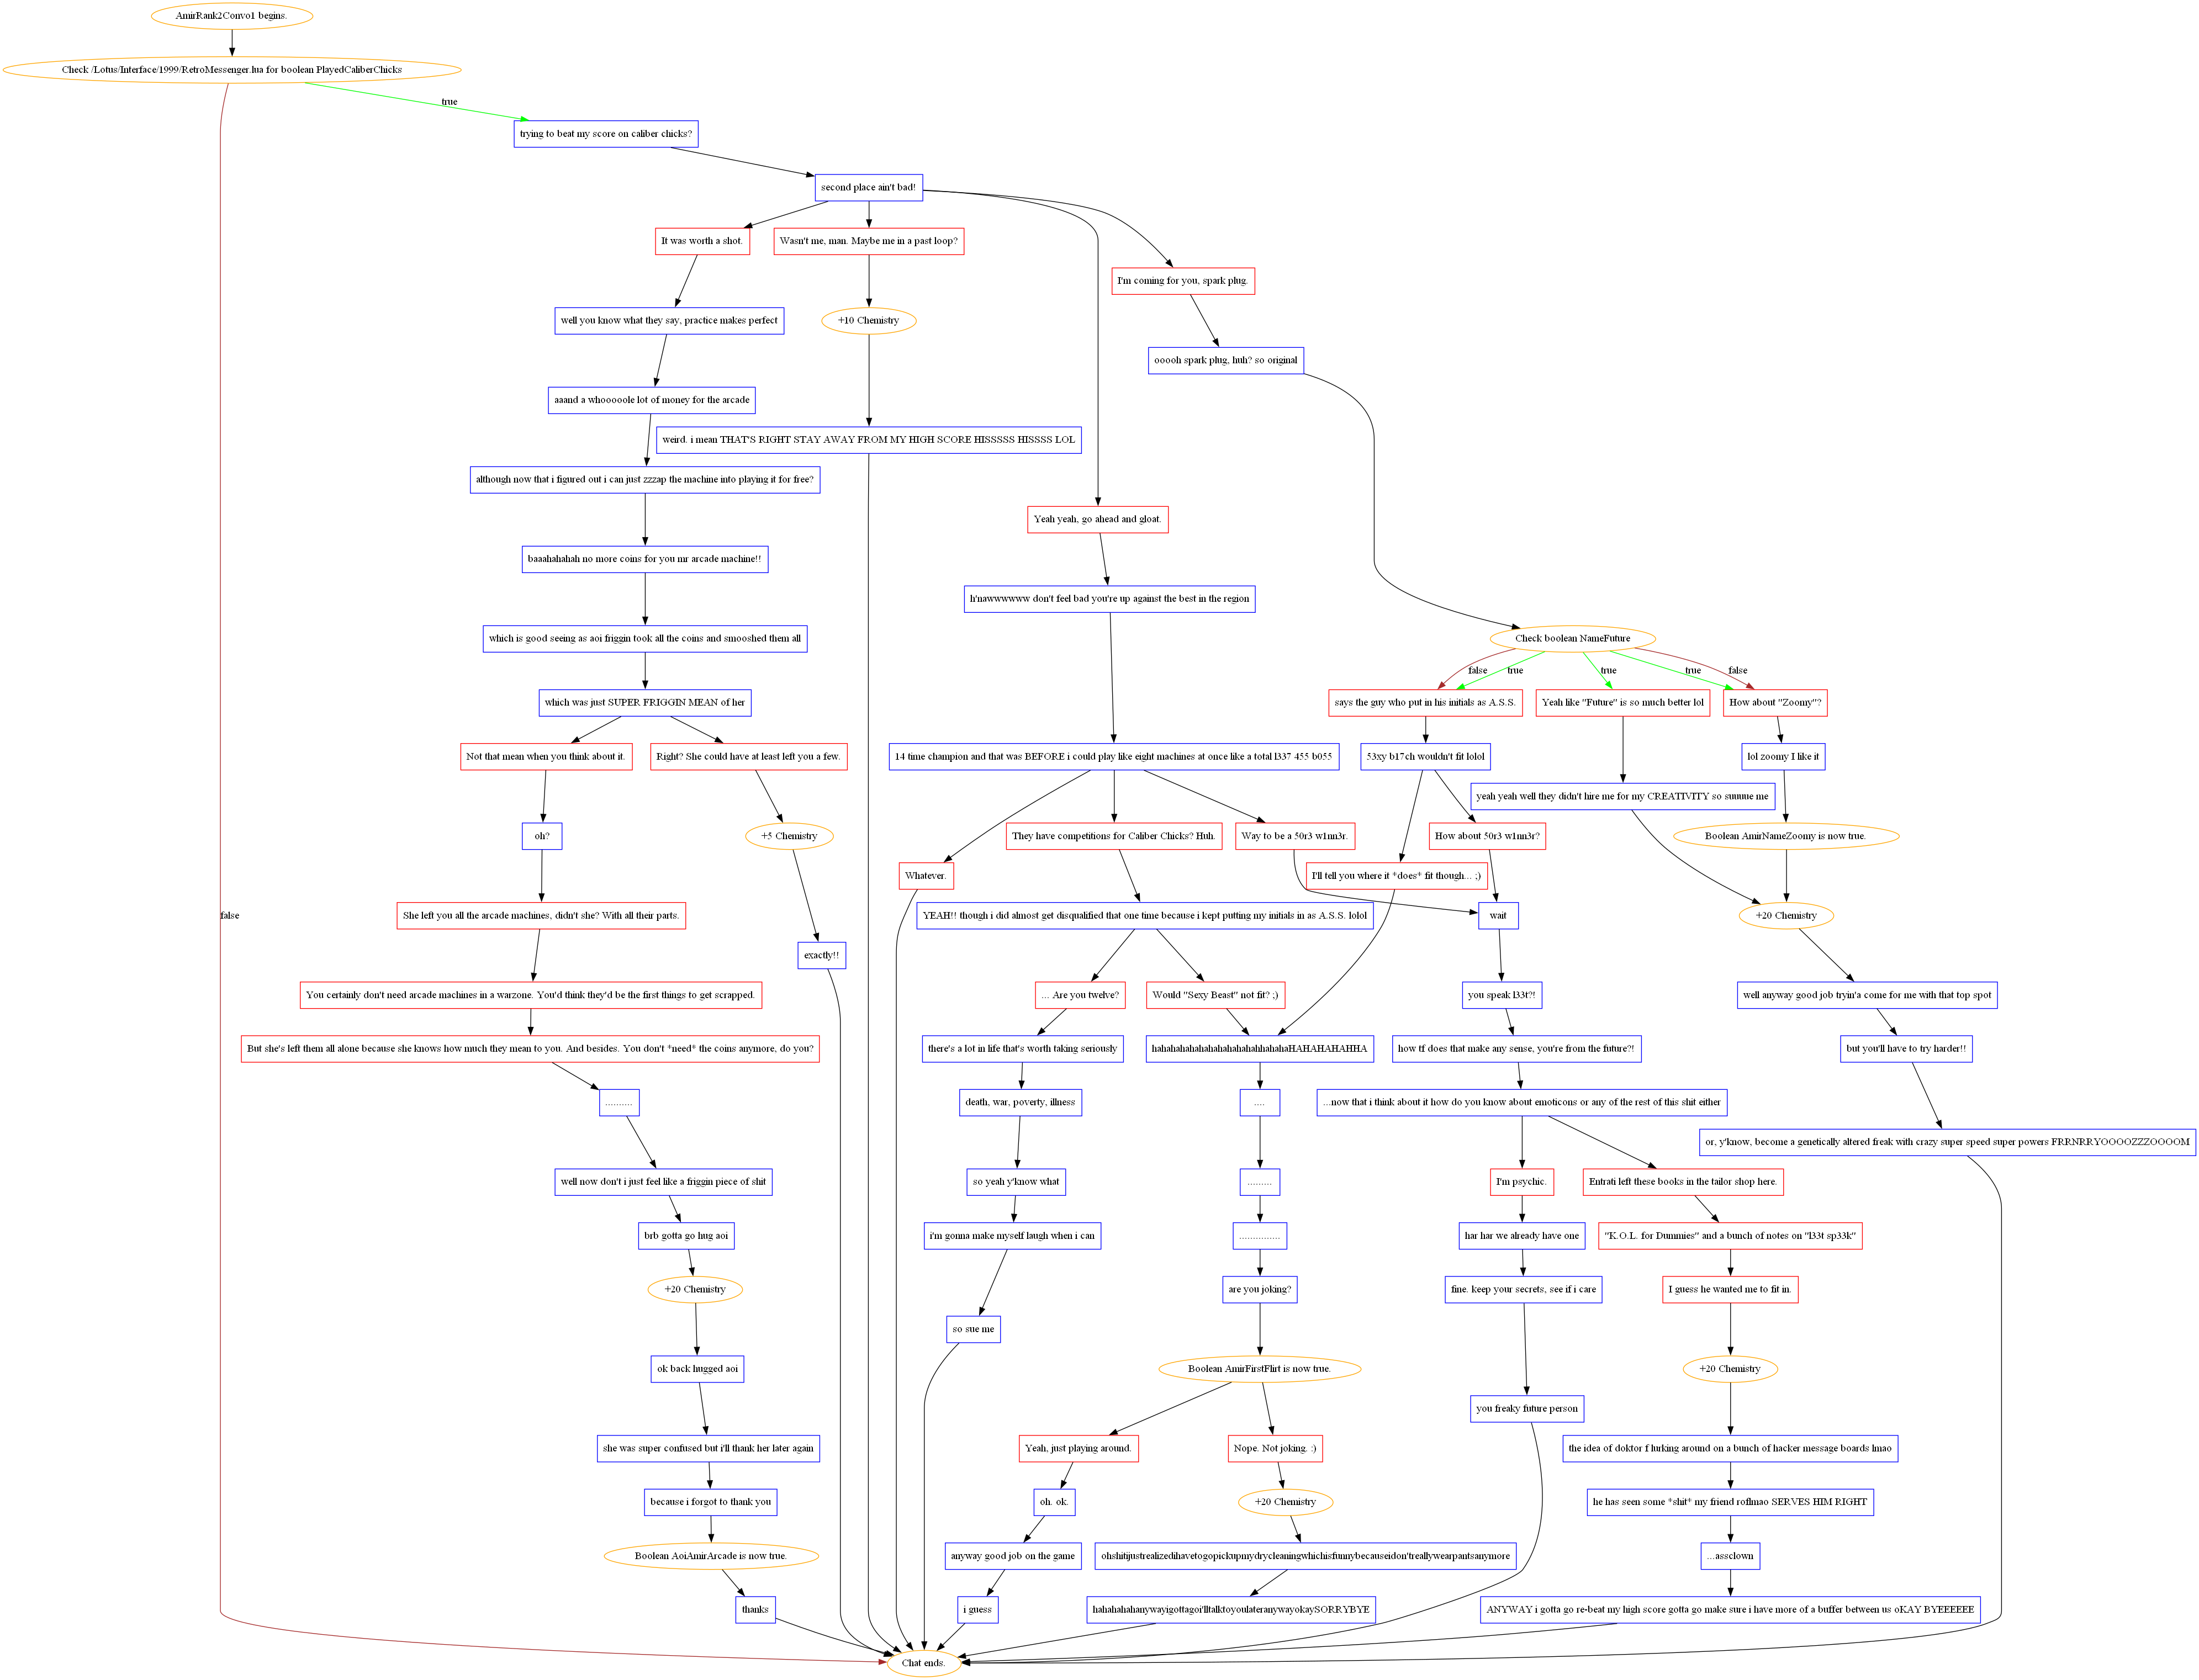 AmirRank2Convo1 begins.
Check /Lotus/Interface/1999/RetroMessenger.lua for boolean PlayedCaliberChicks
true
trying to beat my score on caliber chicks?
second place ain't bad!
It was worth a shot.
Wasn't me, man. Maybe me in a past loop?
I'm coming for you, spark plug.
well you know what they say, practice makes perfect
+10 Chemistry
ooooh spark plug, huh? so original
aaand a whooooole lot of money for the arcade
weird. i mean THAT'S RIGHT STAY AWAY FROM MY HIGH SCORE HISSSSS HISSSS LOL
although now that i figured out i can just zzzap the machine into playing it for free?
Yeah yeah, go ahead and gloat.
baaahahahah no more coins for you mr arcade machine!!
h'nawwwwww don't feel bad you're up against the best in the region
which is good seeing as aoi friggin took all the coins and smooshed them all
Check boolean NameFuture
false
true
true
true
false
which was just SUPER FRIGGIN MEAN of her
says the guy who put in his initials as A.S.S.
Yeah like "Future" is so much better lol
How about "Zoomy"?
Not that mean when you think about it.
Right? She could have at least left you a few.
14 time champion and that was BEFORE i could play like eight machines at once like a total l337 455 b055
53xy b17ch wouldn't fit lolol
lol zoomy I like it
yeah yeah well they didn't hire me for my CREATIVITY so suuuue me
oh?
+5 Chemistry
They have competitions for Caliber Chicks? Huh.
Way to be a 50r3 w1nn3r.
How about 50r3 w1nn3r?
Boolean AmirNameZoomy is now true.
Whatever.
I'll tell you where it *does* fit though... ;)
false
She left you all the arcade machines, didn't she? With all their parts.
YEAH!! though i did almost get disqualified that one time because i kept putting my initials in as A.S.S. lolol
wait
+20 Chemistry
exactly!!
You certainly don't need arcade machines in a warzone. You'd think they'd be the first things to get scrapped.
... Are you twelve?
Would "Sexy Beast" not fit? ;)
you speak l33t?!
well anyway good job tryin'a come for me with that top spot
But she's left them all alone because she knows how much they mean to you. And besides. You don't *need* the coins anymore, do you?
there's a lot in life that's worth taking seriously
hahahahahahahahahahahhahahaHAHAHAHAHHA
how tf does that make any sense, you're from the future?!
but you'll have to try harder!!
..........
death, war, poverty, illness
....
...now that i think about it how do you know about emoticons or any of the rest of this shit either
or, y'know, become a genetically altered freak with crazy super speed super powers FRRNRRYOOOOZZZOOOOM
well now don't i just feel like a friggin piece of shit
so yeah y'know what
.........
I'm psychic.
Entrati left these books in the tailor shop here.
brb gotta go hug aoi
i'm gonna make myself laugh when i can
...............
har har we already have one
"K.O.L. for Dummies" and a bunch of notes on "l33t sp33k"
+20 Chemistry
are you joking?
fine. keep your secrets, see if i care
I guess he wanted me to fit in.
so sue me
ok back hugged aoi
Boolean AmirFirstFlirt is now true.
+20 Chemistry
you freaky future person
she was super confused but i'll thank her later again
Yeah, just playing around.
Nope. Not joking. :)
the idea of doktor f lurking around on a bunch of hacker message boards lmao
because i forgot to thank you
oh. ok.
+20 Chemistry
he has seen some *shit* my friend roflmao SERVES HIM RIGHT
Boolean AoiAmirArcade is now true.
anyway good job on the game
ohshitijustrealizedihavetogopickupmydrycleaningwhichisfunnybecauseidon'treallywearpantsanymore
...assclown
thanks
i guess
hahahahahanywayigottagoi'lltalktoyoulateranywayokaySORRYBYE
ANYWAY i gotta go re-beat my high score gotta go make sure i have more of a buffer between us oKAY BYEEEEEE
Chat ends.